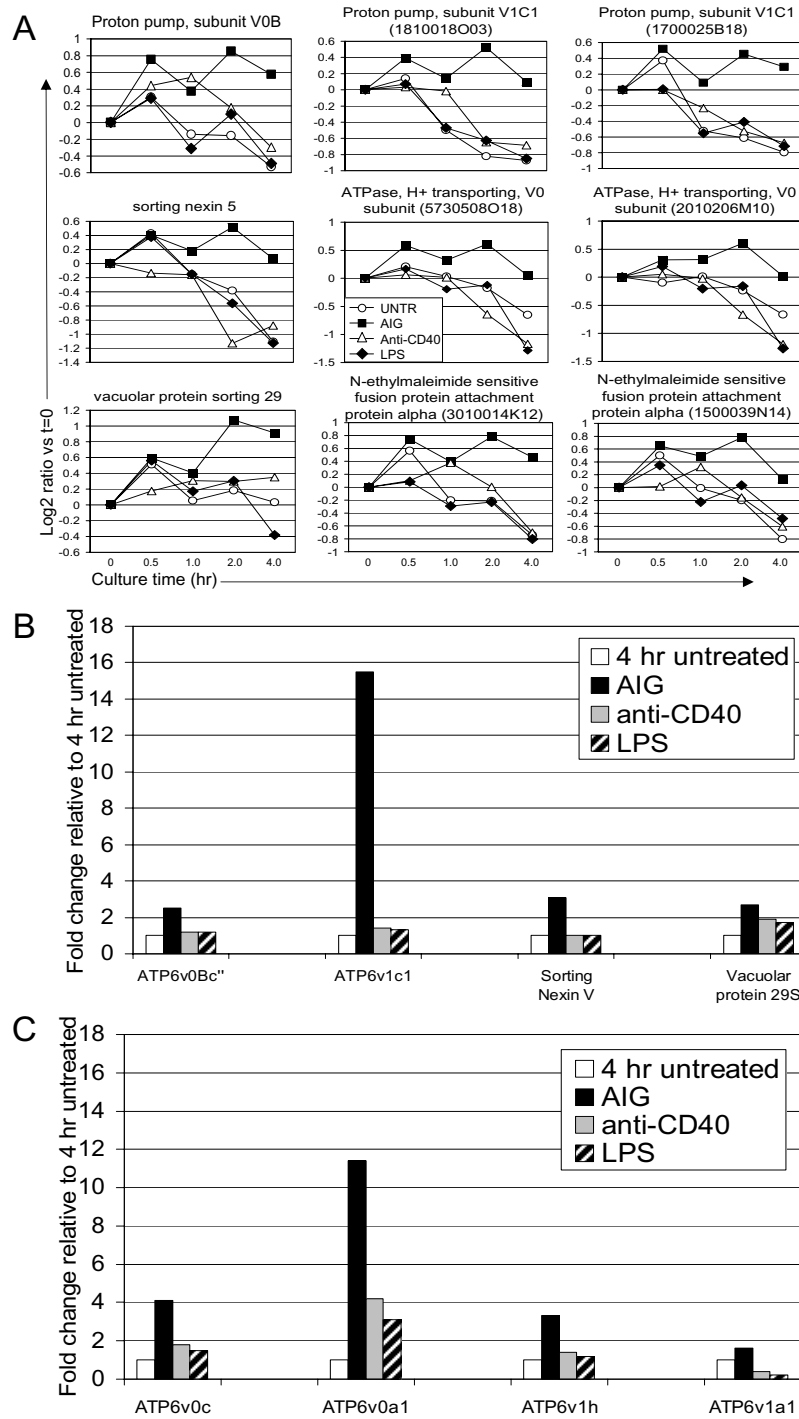 A
Proton pump, subunit V0B
1
0.8
0.6
0.4
0.2
0
-0.2
-0.4
-0.6
Proton pump, subunit V1C1
(1810018O03)
0.6
0.4
0.2
0
-0.2
-0.4
-0.6
-0.8
-1
Proton pump, subunit V1C1
(1700025B18)
0.6
0.4
0.2
0
-0.2
-0.4
-0.6
-0.8
-1
sorting nexin 5
0.6
0.4
0.2
0
-0.2
-0.4
-0.6
-0.8
-1
-1.2
-1.4
ATPase, H+ transporting, V0
subunit (5730508O18)
1
0.5
0
-0.5
-1
-1.5
UNTR
AIG
Anti-CD40
LPS
ATPase, H+ transporting, V0
subunit (2010206M10)
1
0.5
0
-0.5
-1
-1.5
vacuolar protein sorting 29
1.2
1
0.8
0.6
0.4
0.2
0
-0.2
-0.4
-0.6
0
0.5
1.0
2.0
4.0
N-ethylmaleimide sensitive
fusion protein attachment
protein alpha (3010014K12)
1
0.8
0.6
0.4
0.2
0
-0.2
-0.4
-0.6
-0.8
-1
0
0.5
1.0
2.0
4.0
N-ethylmaleimide sensitive
fusion protein attachment
protein alpha (1500039N14)
1
0.8
0.6
0.4
0.2
0
-0.2
-0.4
-0.6
-0.8
-1
0
0.5
1.0
2.0
4.0
Log2 ratio vs t=0
Culture time (hr)
B
Fold change relative to 4 hr untreated
18
16
14
12
10
8
6
4
2
0
4 hr untreated
AIG
anti-CD40
LPS
ATP6v0Bc"
ATP6v1c1
Sorting
Nexin V
Vacuolar
protein 29S
C
Fold change relative to 4 hr untreated
18
16
14
12
10
8
6
4
2
0
4 hr untreated
AIG
anti-CD40
LPS
ATP6v0c
ATP6v0a1
ATP6v1h
ATP6v1a1